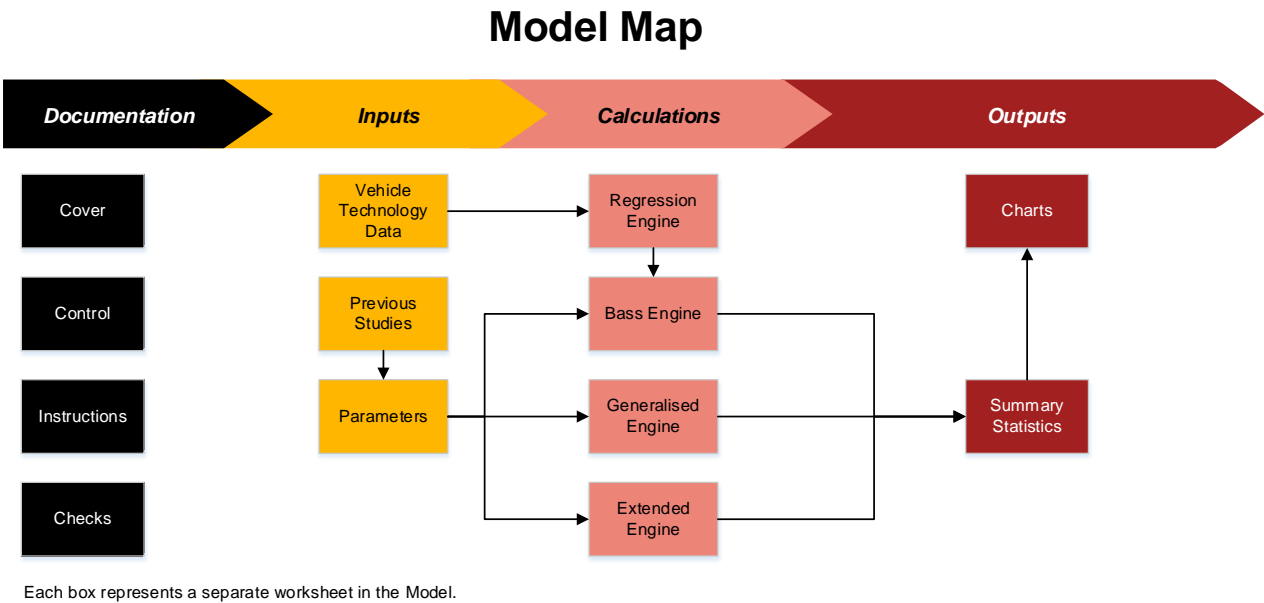 Model Map
Documentation
Inputs
Calculations
Outputs
Cover
Vehicle
Technology
Data
Regression
Engine
Charts
Control
Previous
Studies
Bass Engine
Instructions
Parameters
Generalised
Engine
Summary
Statistics
Checks
Extended
Engine
Each box represents a separate worksheet in the Model.